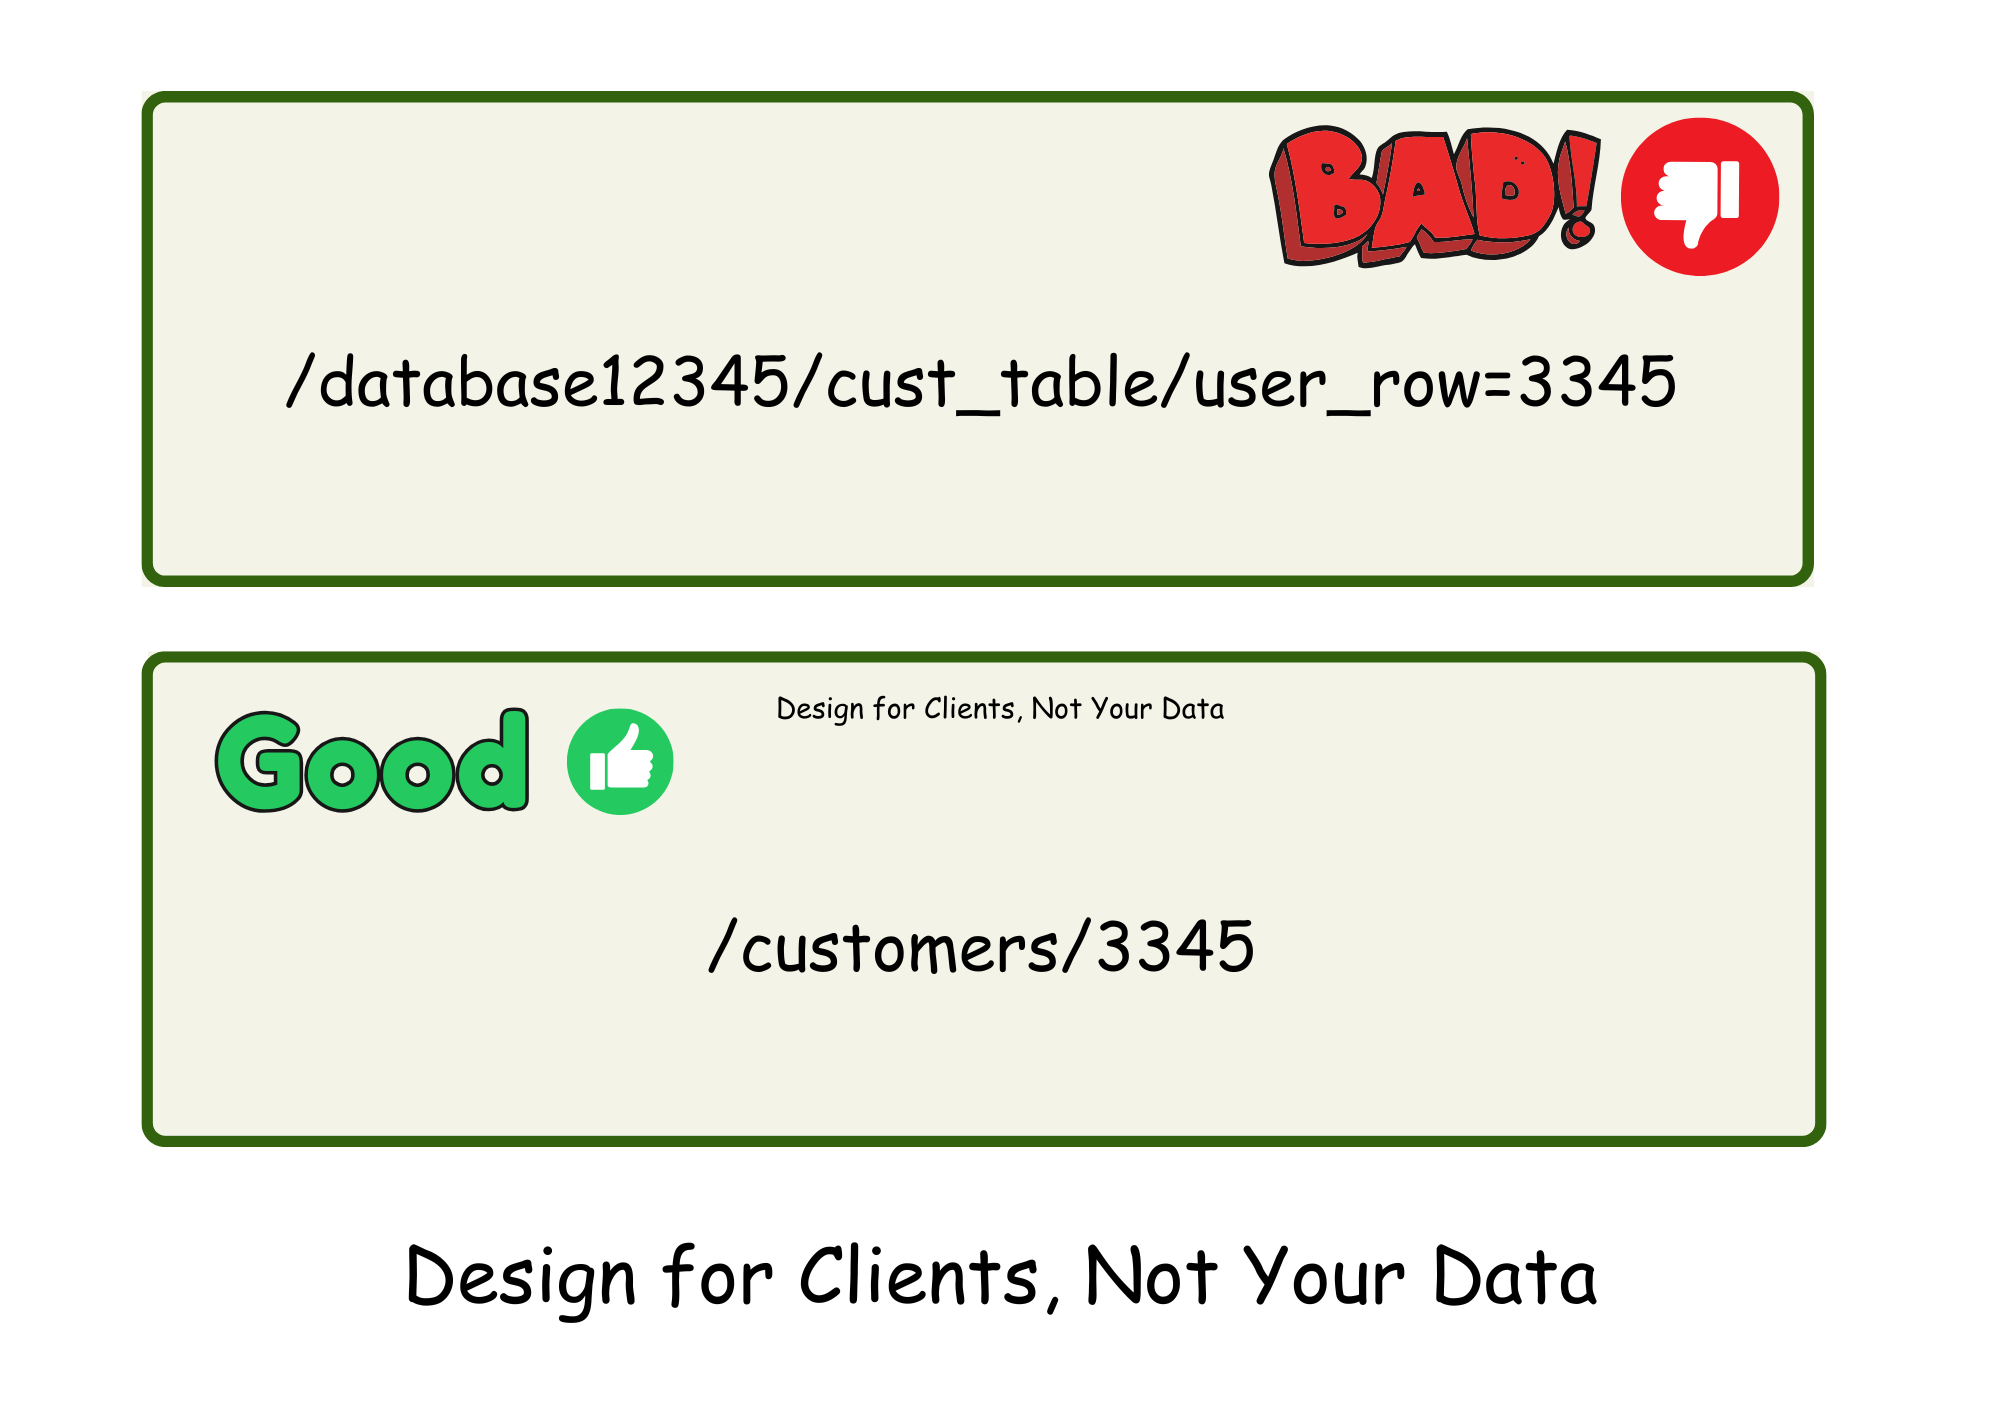 BAD!
/database12345/cust_table/user_row=3345
Design for Clients, Not Your Data
Good
/customers/3345
Design for Clients, Not Your Data